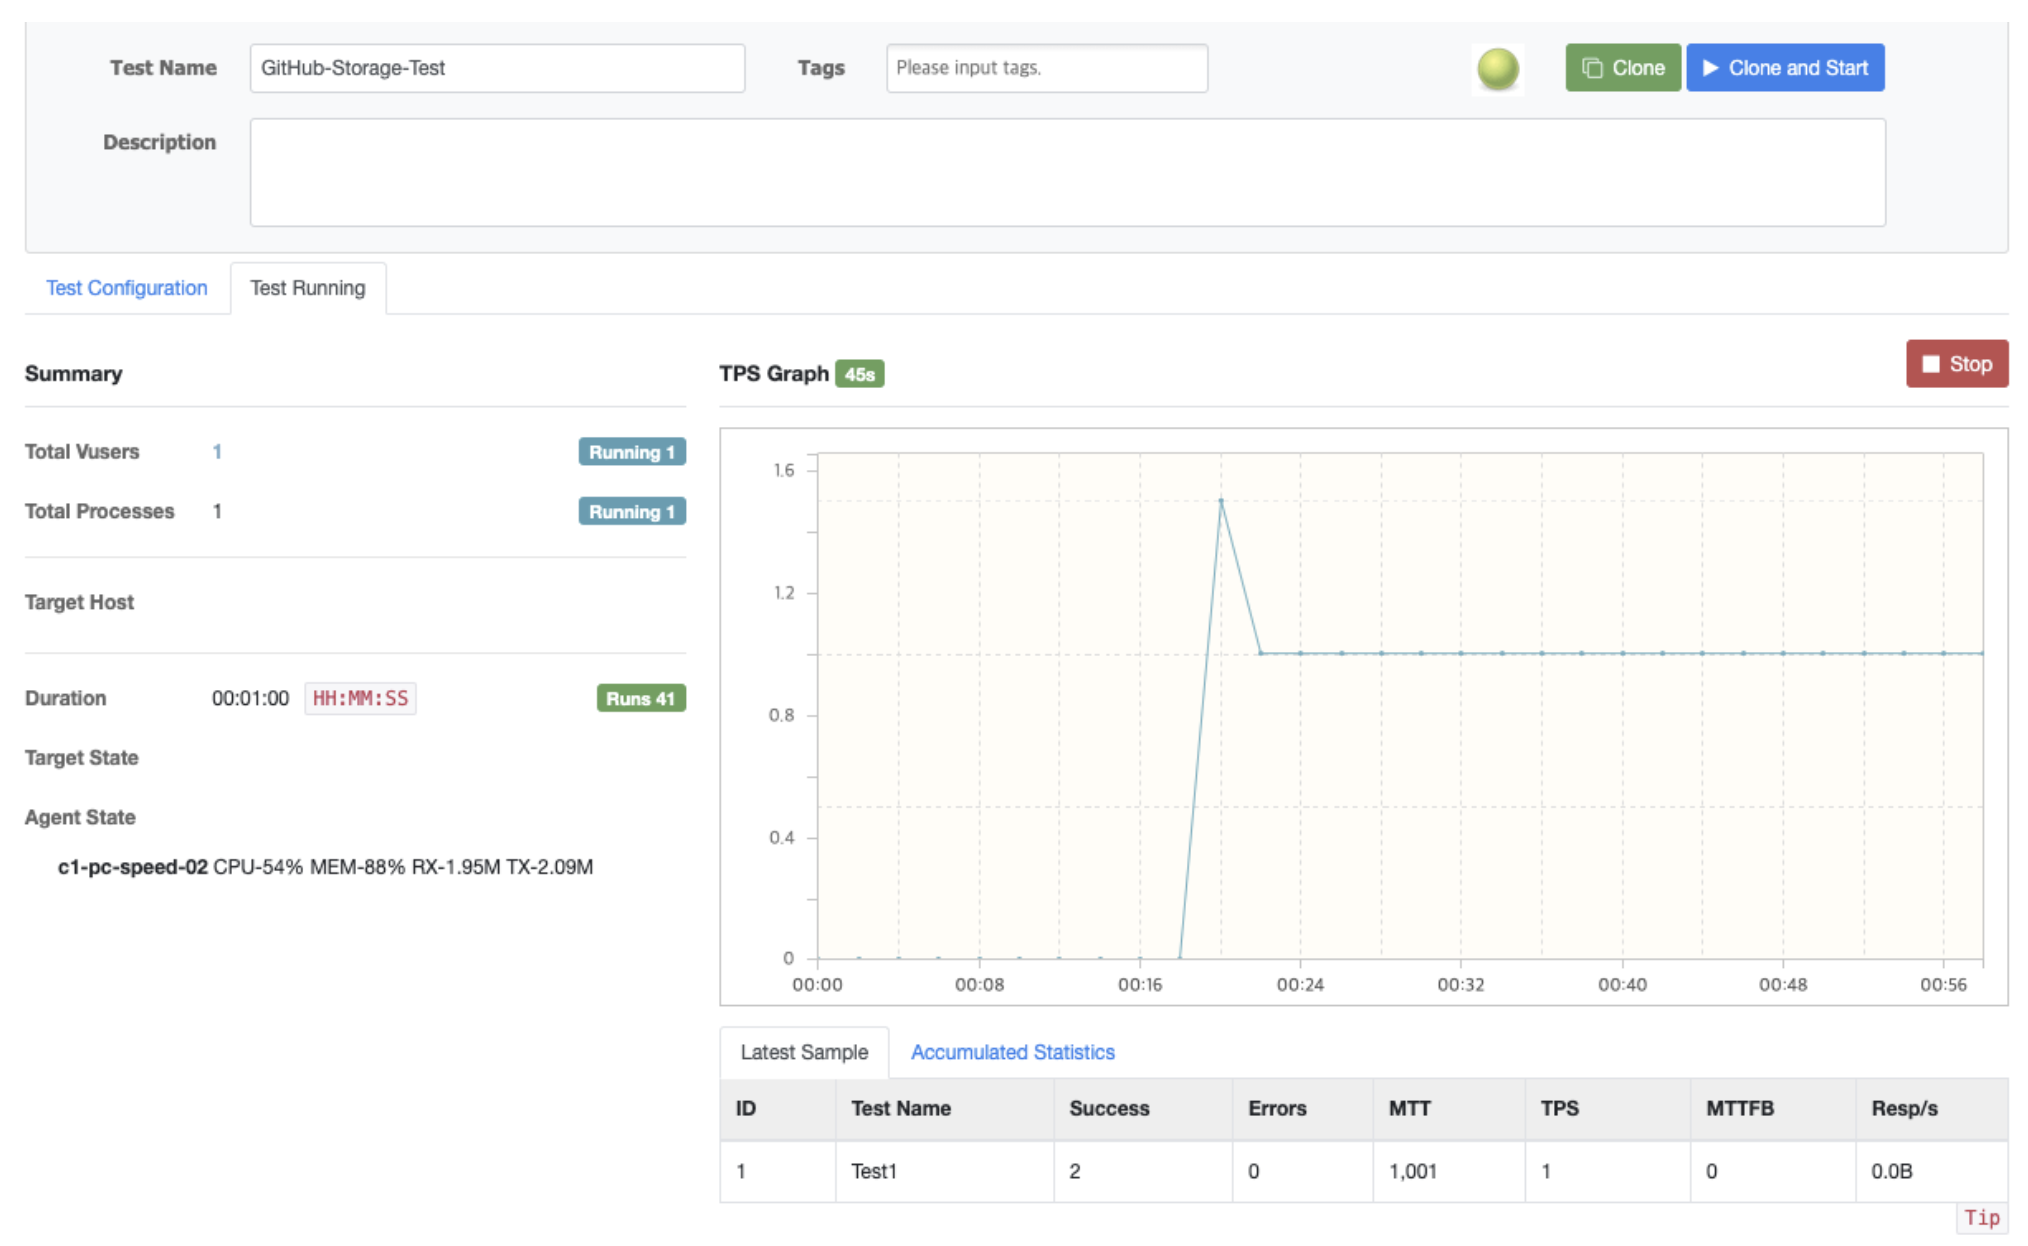 Test Name GitHub-Storage-Test Tags Please input tags. Clone Clone and Start
Description
Test Configuration Test Running
Summary
Total Vusers 1 Running 1
Total Processes 1 Running 1
Target Host
Duration 00:01:00 HH:MM:SS Runs 41
Target State
Agent State
c1-pc-speed-02 CPU-54% MEM-88% RX-1.95M TX-2.09M
TPS Graph 45s Stop
1.6
1.2
0.8
0.4
0
00:00 00:08 00:16 00:24 00:32 00:40 00:48 00:56
Latest Sample Accumulated Statistics
ID Test Name Success Errors MTT TPS MTTFB Resp/s
1 Test1 2 0 1,001 1 0 0.0B
Tip